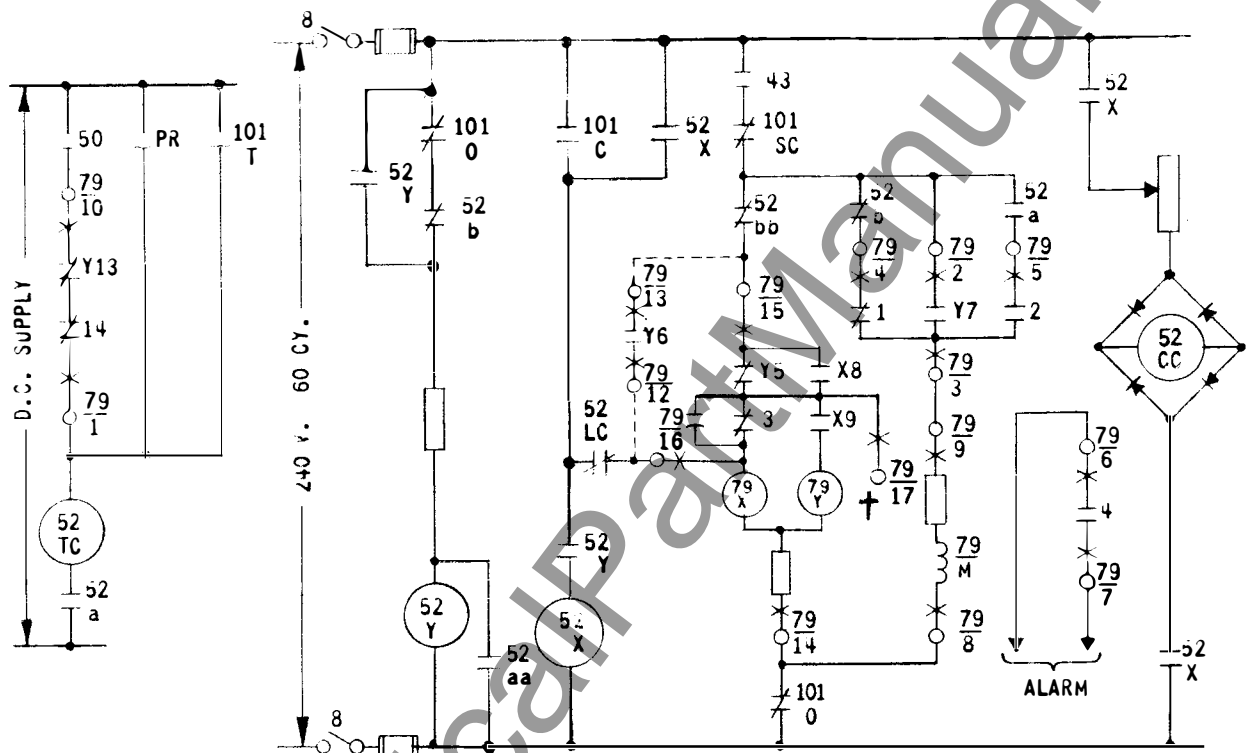 8
43
52
X
50
PR
101
T
101
O
101
C
52
X
101
SC
52
Y
52
b
52
bb
52
b
52
a
79
10
79
13
79
15
79
4
79
2
79
5
Y13
Y6
1
Y7
2
14
79
12
Y5
X8
79
3
52
CC
D.C. SUPPLY
240 V. 60 CY.
79
1
52
LC
79
16
3
X9
79
17
79
9
79
6
79
X
79
Y
†
4
52
TC
52
Y
79
M
79
7
52
a
52
Y
52
X
79
14
79
8
52
aa
52
X
ALARM
101
O
8
calPartManual